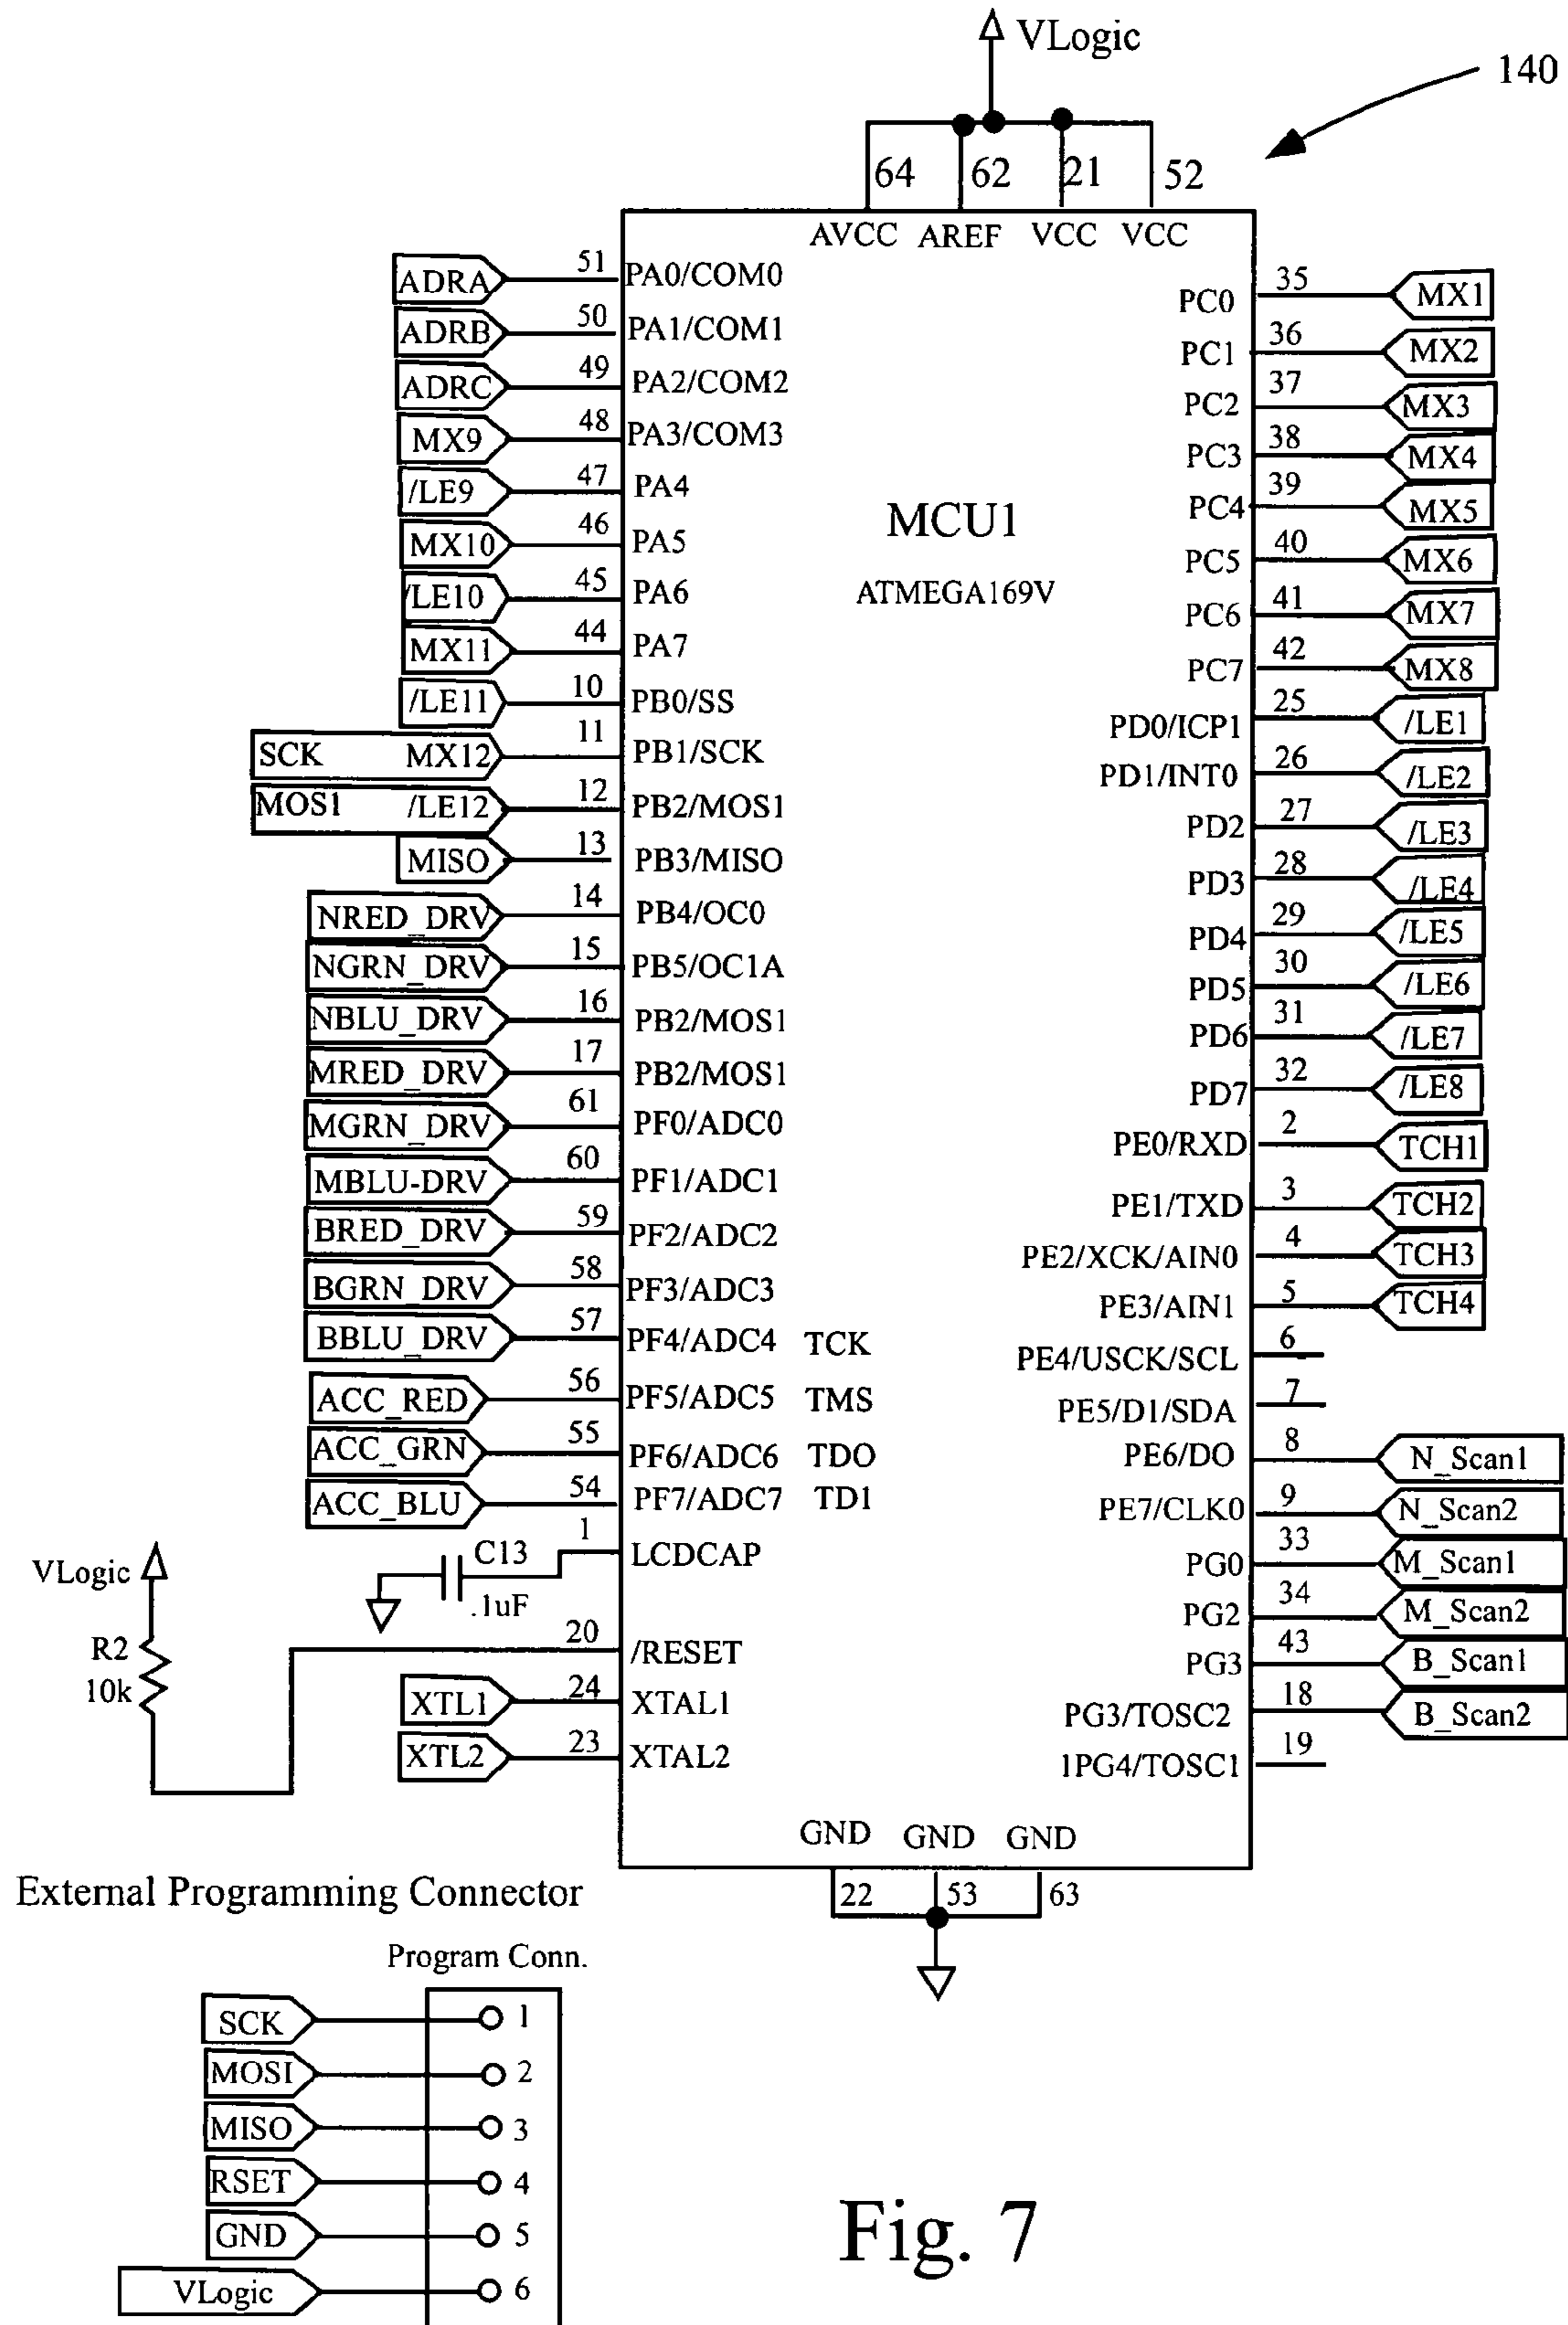 VLogic
140
64 62 21 52
AVCC AREF VCC VCC
ADRA 51 PA0/COM0
ADRB 50 PA1/COM1
ADRC 49 PA2/COM2
MX9 48 PA3/COM3
/LE9 47 PA4
MX10 46 PA5
/LE10 45 PA6
MX11 44 PA7
/LE11 10 PB0/SS
SCK MX12 11 PB1/SCK
MOS1 /LE12 12 PB2/MOS1
MISO 13 PB3/MISO
NRED_DRV 14 PB4/OC0
NGRN_DRV 15 PB5/OC1A
NBLU_DRV 16 PB2/MOS1
MRED_DRV 17 PB2/MOS1
MGRN_DRV 61 PF0/ADC0
MBLU-DRV 60 PF1/ADC1
BRED_DRV 59 PF2/ADC2
BGRN_DRV 58 PF3/ADC3
BBLU_DRV 57 PF4/ADC4 TCK
ACC_RED 56 PF5/ADC5 TMS
ACC_GRN 55 PF6/ADC6 TDO
ACC_BLU 54 PF7/ADC7 TD1
1 LCDCAP
C13
.1uF
VLogic
R2
10k
20 /RESET
XTL1 24 XTAL1
XTL2 23 XTAL2
MCU1
ATMEGA169V
PC0 35 MX1
PC1 36 MX2
PC2 37 MX3
PC3 38 MX4
PC4 39 MX5
PC5 40 MX6
PC6 41 MX7
PC7 42 MX8
PD0/ICP1 25 /LE1
PD1/INT0 26 /LE2
PD2 27 /LE3
PD3 28 /LE4
PD4 29 /LE5
PD5 30 /LE6
PD6 31 /LE7
PD7 32 /LE8
PE0/RXD 2 TCH1
PE1/TXD 3 TCH2
PE2/XCK/AIN0 4 TCH3
PE3/AIN1 5 TCH4
PE4/USCK/SCL 6
PE5/D1/SDA 7
PE6/DO 8 N_Scan1
PE7/CLK0 9 N_Scan2
PG0 33 M_Scan1
PG2 34 M_Scan2
PG3 43 B_Scan1
PG3/TOSC2 18 B_Scan2
1PG4/TOSC1 19
GND GND GND
22 53 63
External Programming Connector
Program Conn.
SCK 1
MOSI 2
MISO 3
RSET 4
GND 5
VLogic 6
Fig. 7